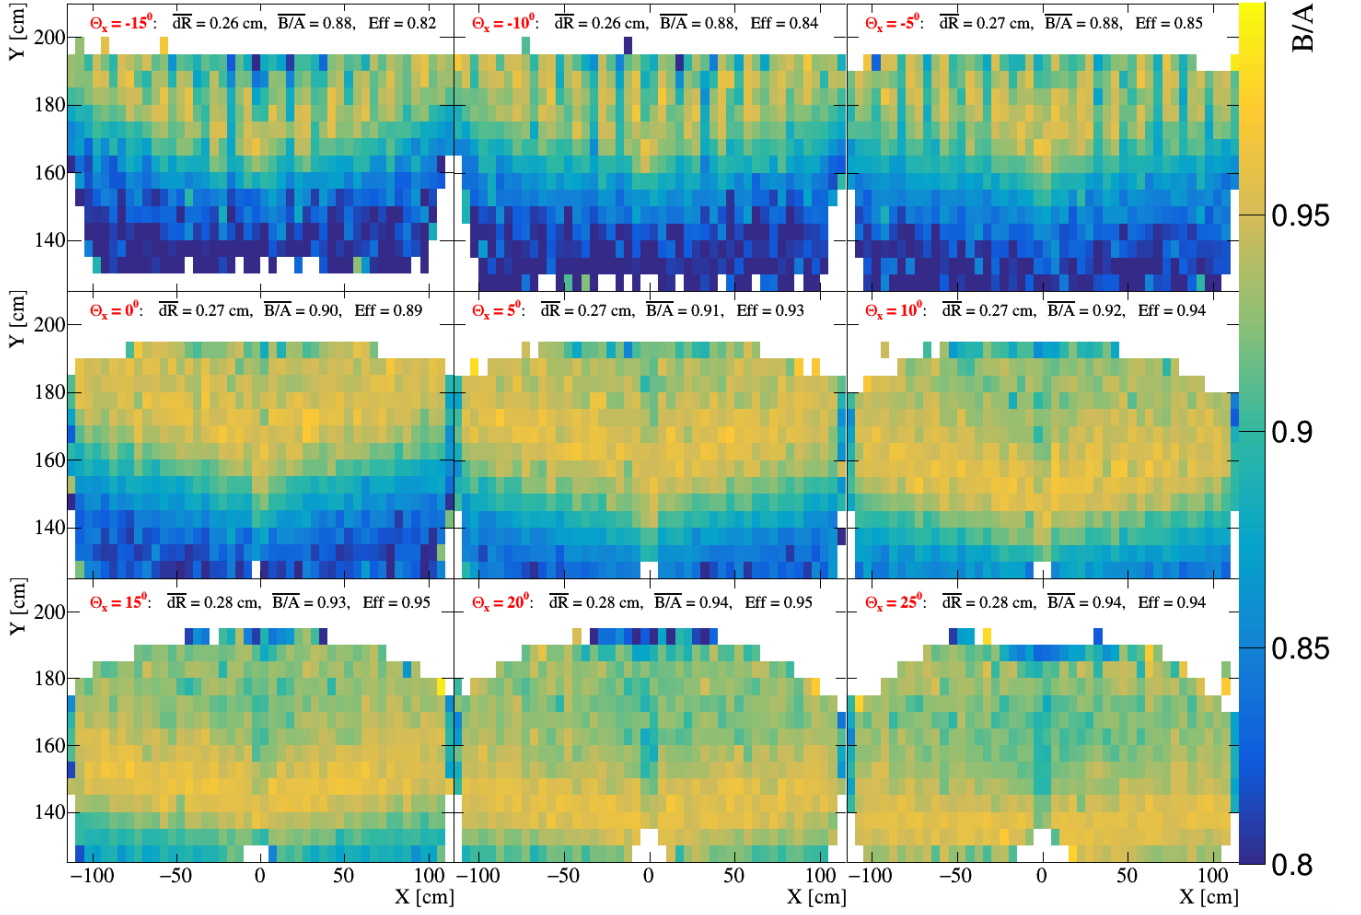 Θx = -15⁰: dR = 0.26 cm, B/A = 0.88, Eff = 0.82
Θx = -10⁰: dR = 0.26 cm, B/A = 0.88, Eff = 0.84
Θx = -5⁰: dR = 0.27 cm, B/A = 0.88, Eff = 0.85
B/A
Y [cm]
200
180
160
140
0.95
Θx = 0⁰: dR = 0.27 cm, B/A = 0.90, Eff = 0.89
Θx = 5⁰: dR = 0.27 cm, B/A = 0.91, Eff = 0.93
Θx = 10⁰: dR = 0.27 cm, B/A = 0.92, Eff = 0.94
Y [cm]
200
180
160
140
0.9
Θx = 15⁰: dR = 0.28 cm, B/A = 0.93, Eff = 0.95
Θx = 20⁰: dR = 0.28 cm, B/A = 0.94, Eff = 0.95
Θx = 25⁰: dR = 0.28 cm, B/A = 0.94, Eff = 0.94
Y [cm]
200
180
160
140
0.85
0.8
−100 −50 0 50 100
−100 −50 0 50 100
−100 −50 0 50 100
X [cm]
X [cm]
X [cm]